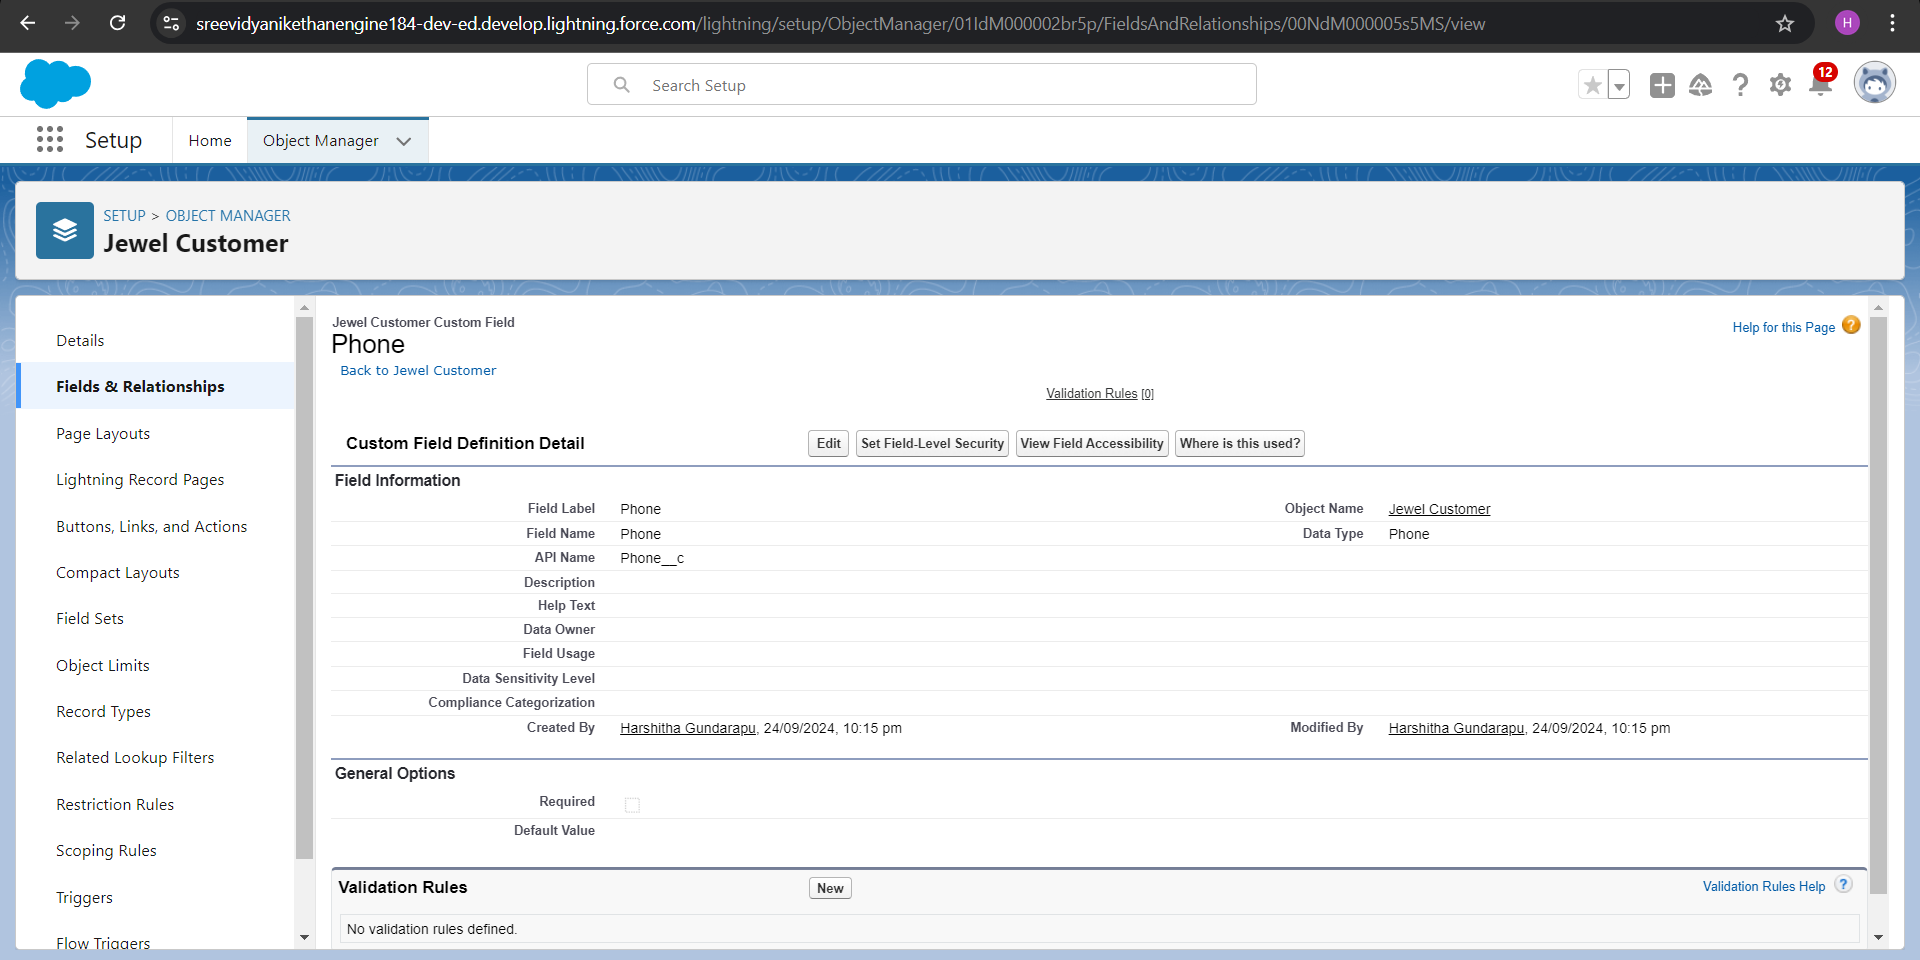 sreevidyanikethanengine184-dev-ed.develop.lightning.force.com/lightning/setup/ObjectManager/01IdM000002br5p/FieldsAndRelationships/00NdM000005s5MS/view
H
Search Setup
12
Setup
Home
Object Manager
SETUP > OBJECT MANAGER
Jewel Customer
Details
Fields & Relationships
Page Layouts
Lightning Record Pages
Buttons, Links, and Actions
Compact Layouts
Field Sets
Object Limits
Record Types
Related Lookup Filters
Restriction Rules
Scoping Rules
Triggers
Flow Triggers
Jewel Customer Custom Field
Phone
Back to Jewel Customer
Help for this Page ?
Validation Rules [0]
Custom Field Definition Detail
Edit
Set Field-Level Security
View Field Accessibility
Where is this used?
Field Information
Field Label Phone
Object Name Jewel Customer
Field Name Phone
Data Type Phone
API Name Phone__c
Description
Help Text
Data Owner
Field Usage
Data Sensitivity Level
Compliance Categorization
Created By Harshitha Gundarapu, 24/09/2024, 10:15 pm
Modified By Harshitha Gundarapu, 24/09/2024, 10:15 pm
General Options
Required
Default Value
Validation Rules
New
Validation Rules Help ?
No validation rules defined.